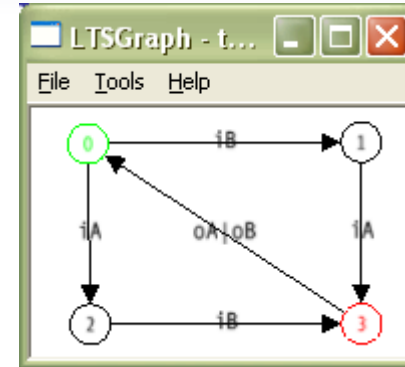 LTSGraph - t...
File Tools Help
0 iB 1
iA oA|oB iA
2 iB 3